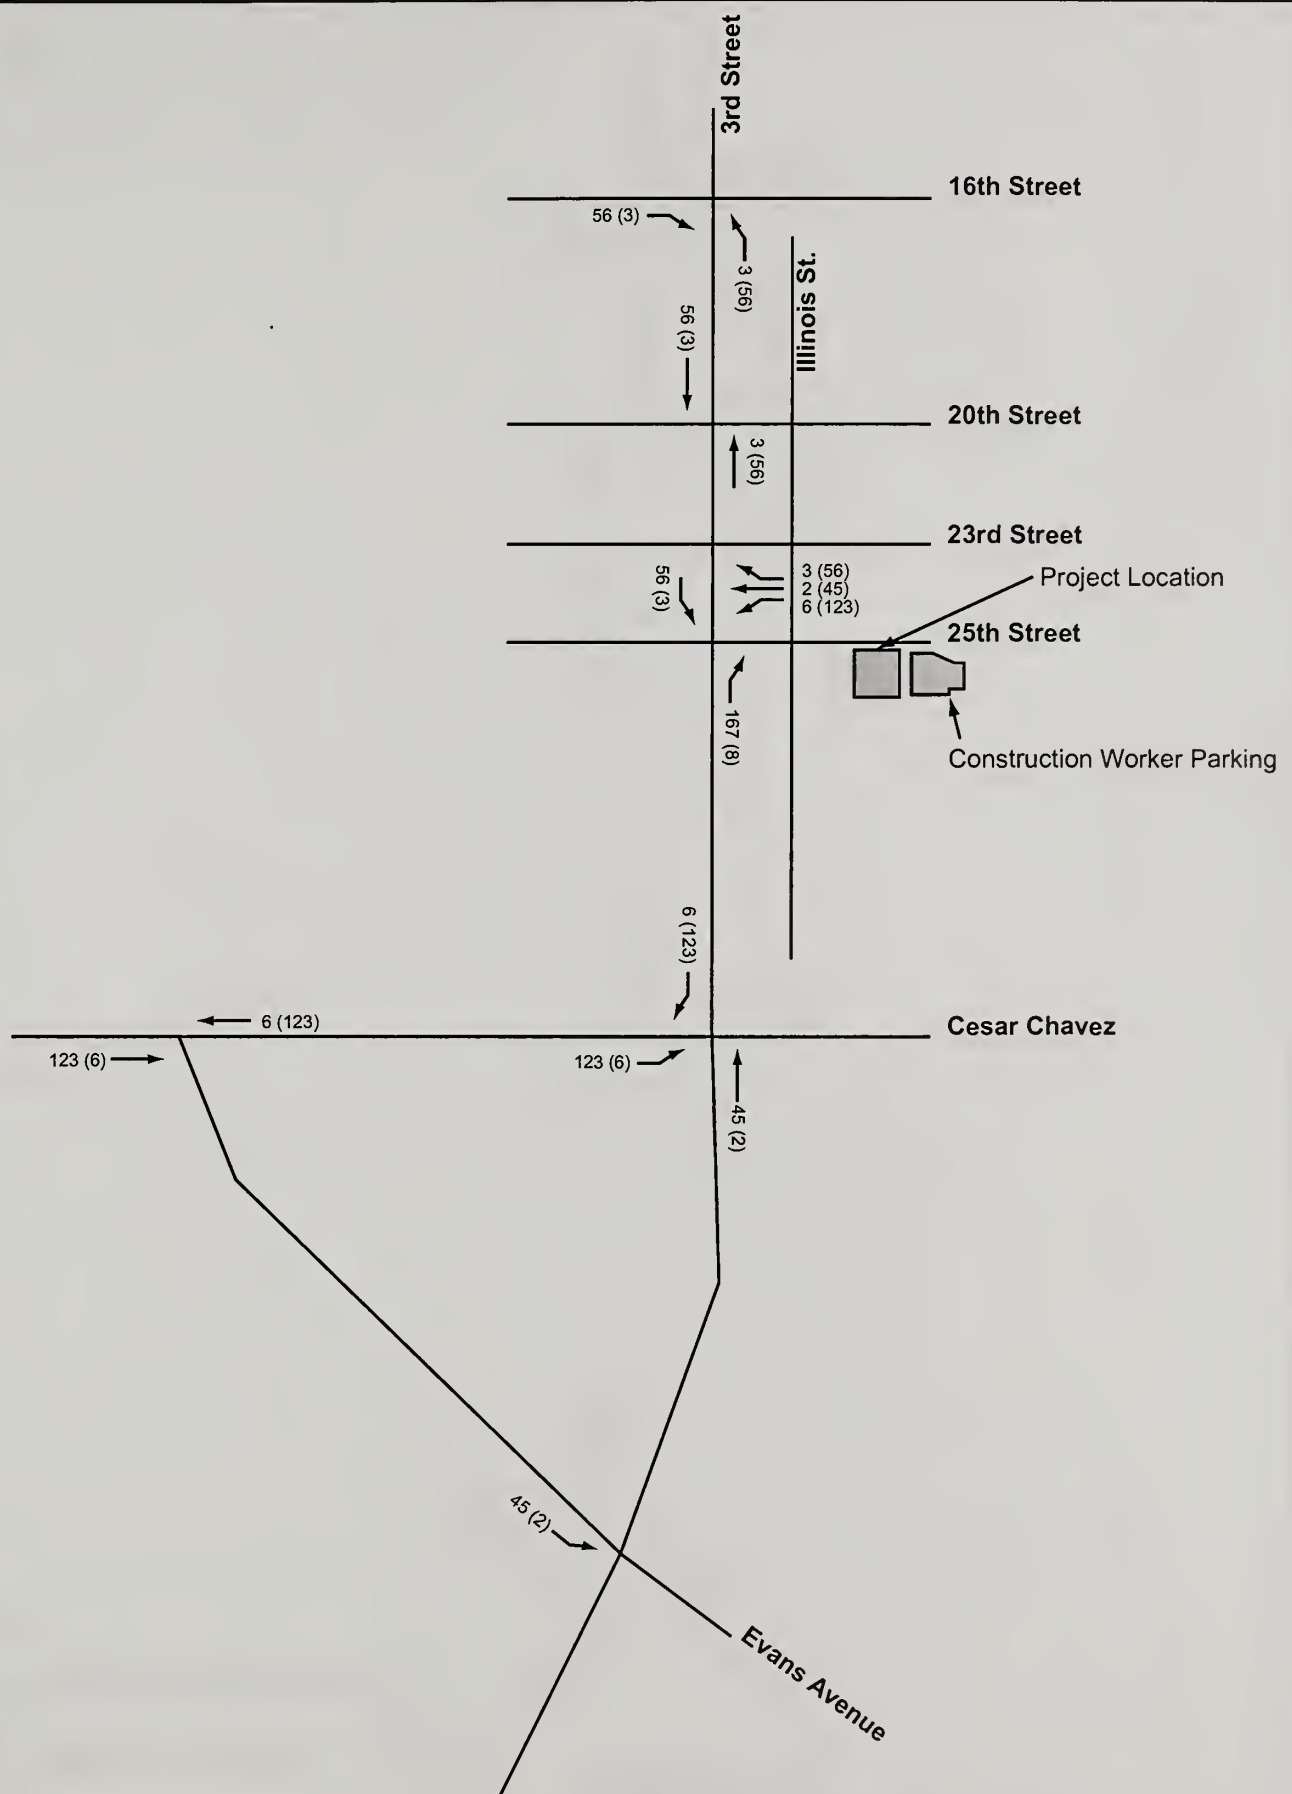 3rd Street
16th Street
56 (3)
3 (56)
Illinois St.
56 (3)
20th Street
3 (56)
23rd Street
56 (3)
3 (56)
2 (45)
6 (123)
Project Location
25th Street
167 (8)
Construction Worker Parking
6 (123)
6 (123)
Cesar Chavez
123 (6)
123 (6)
45 (2)
45 (2)
Evans Avenue